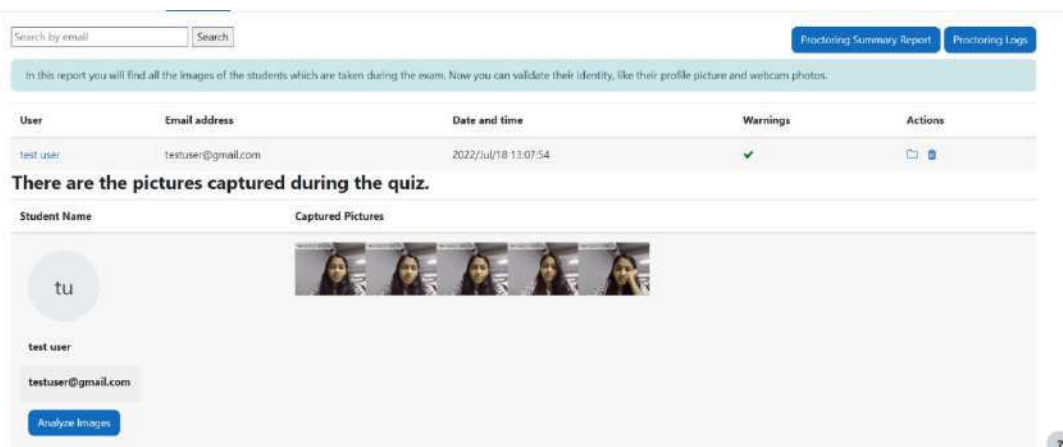 Search by email
Search
Proctoring Summary Report
Proctoring Logs
In this report you will find all the images of the students which are taken during the exam. Now you can validate their identity, like their profile picture and webcam photos.
User Email address Date and time Warnings Actions
test user testuser@gmail.com 2022/Jul/18 13:07:54
There are the pictures captured during the quiz.
Student Name Captured Pictures
tu
test user
testuser@gmail.com
Analyze Images